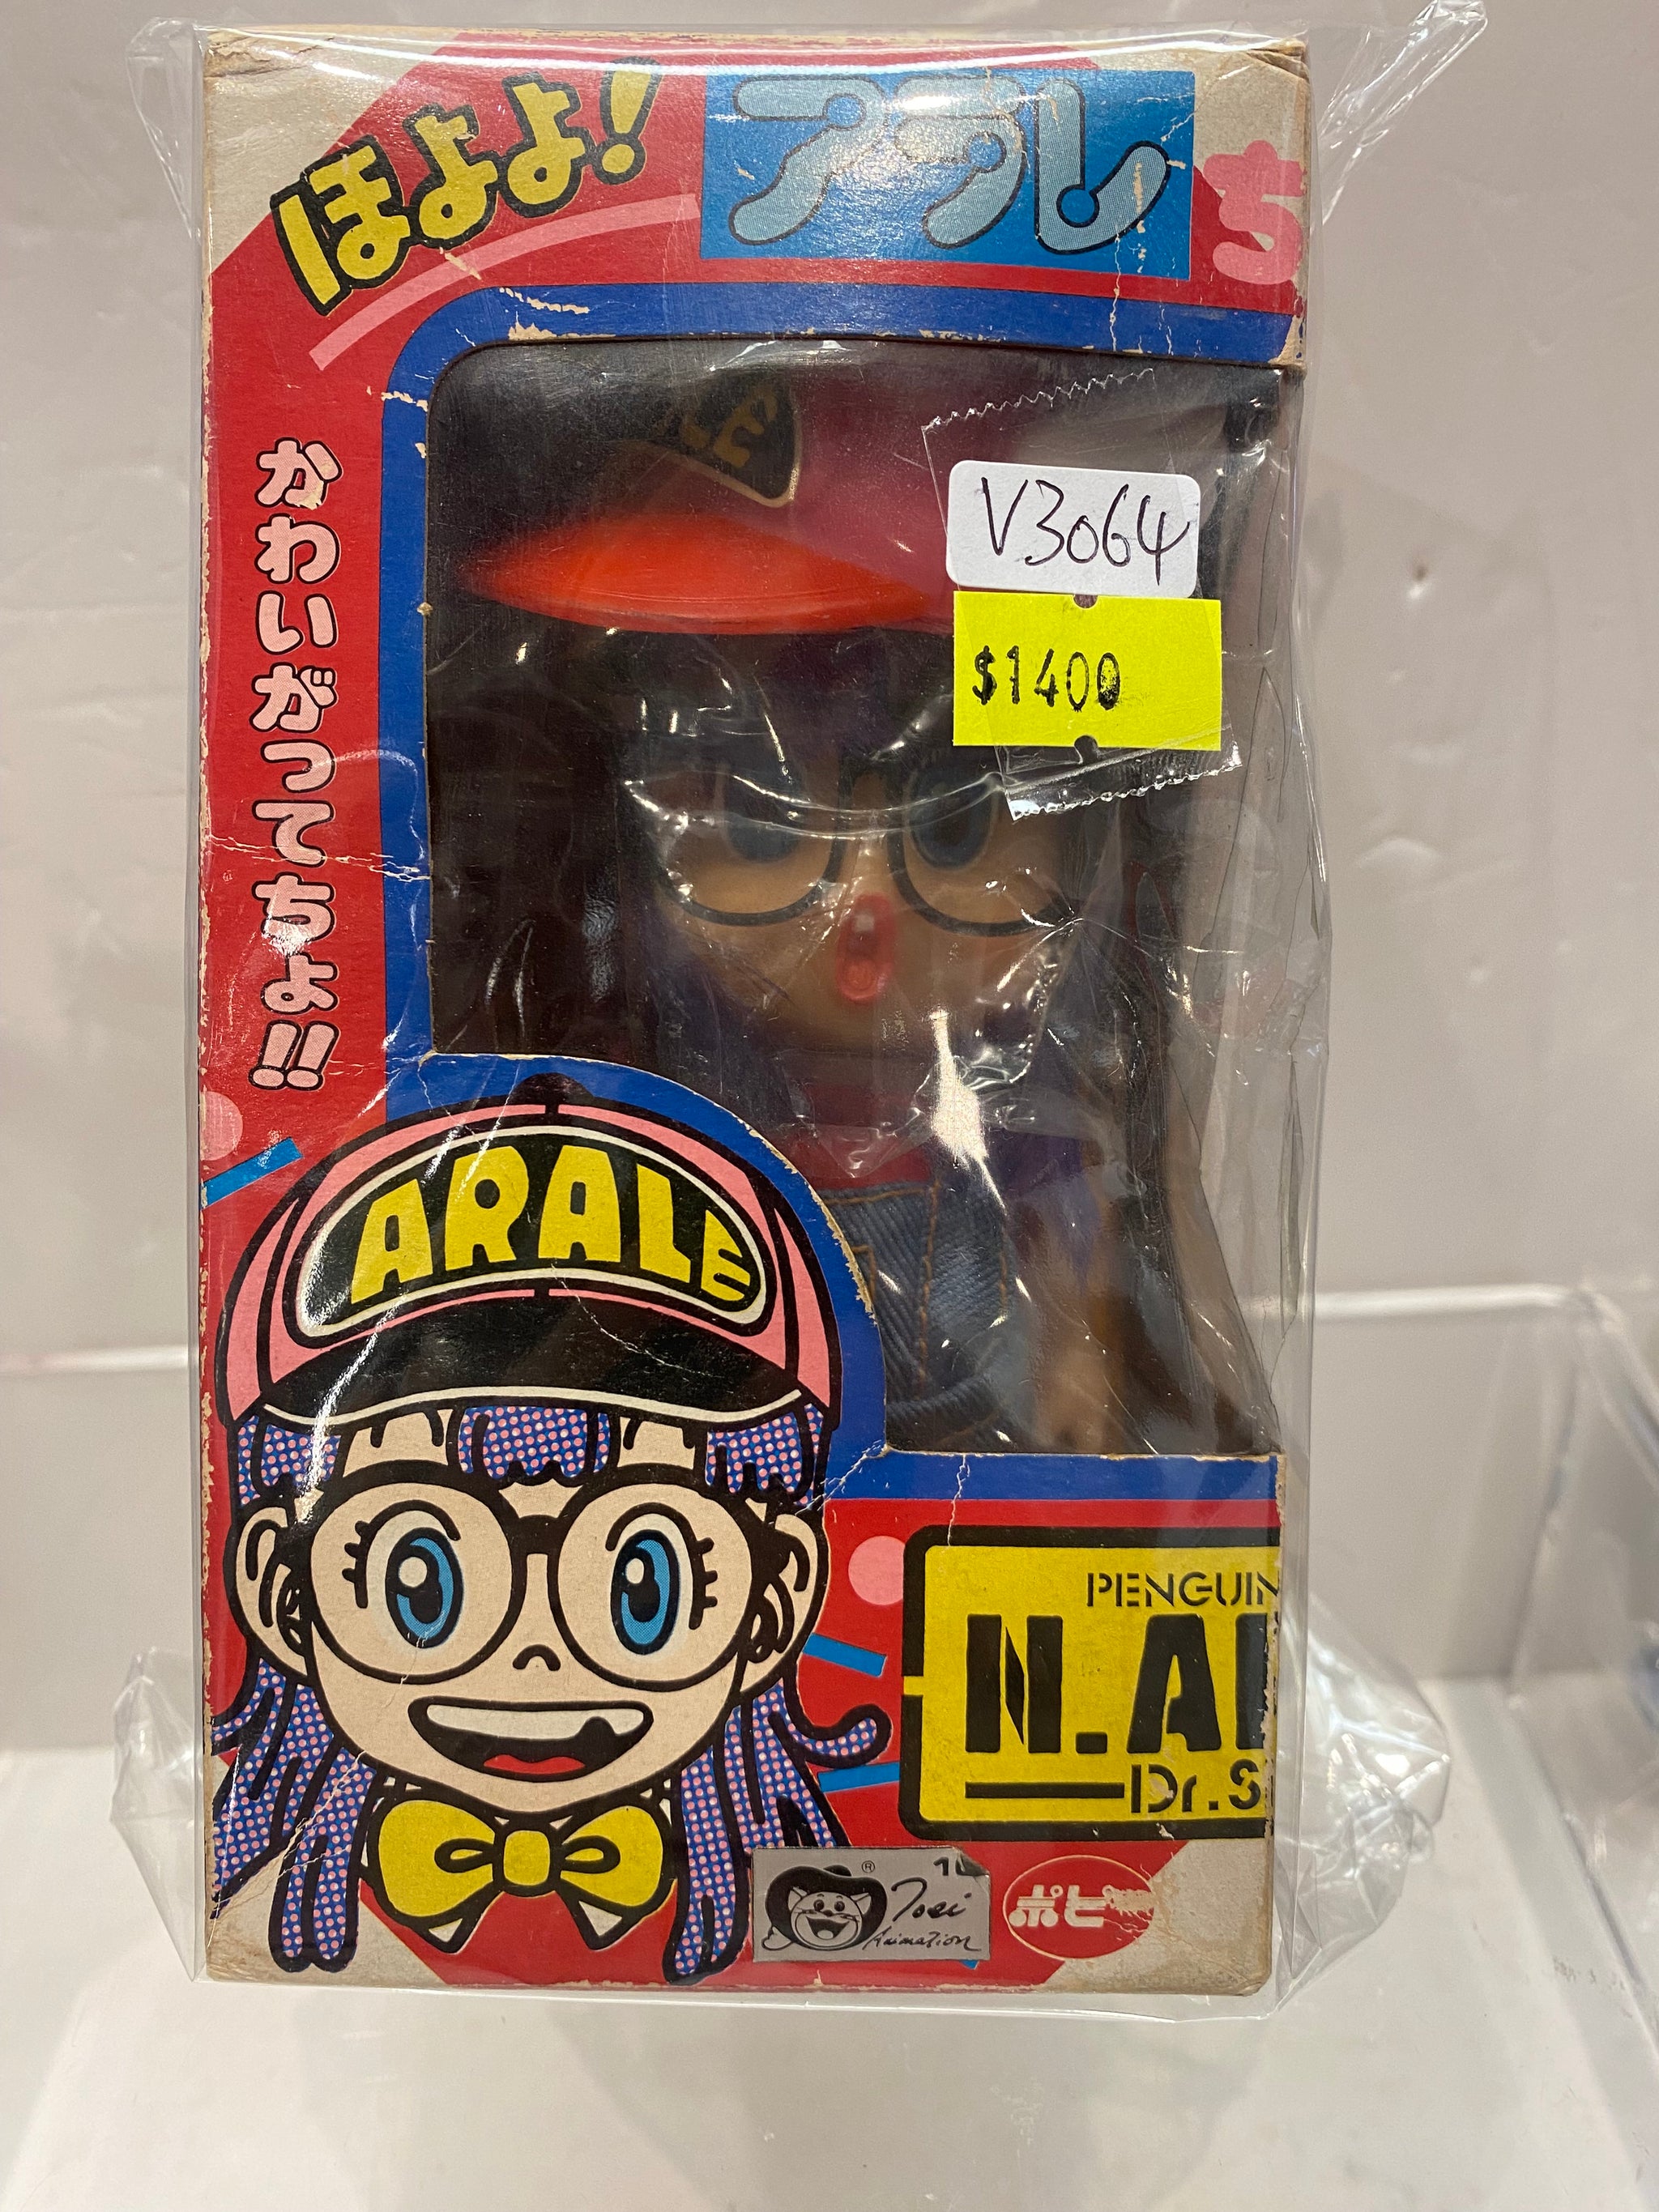 ほよよ!
アラレ
ち
かわいがってちょ!!
V3064
$1400
ARALE
PENGUIN
N.A
Dr.S
®
Toei
Animation
ポピー